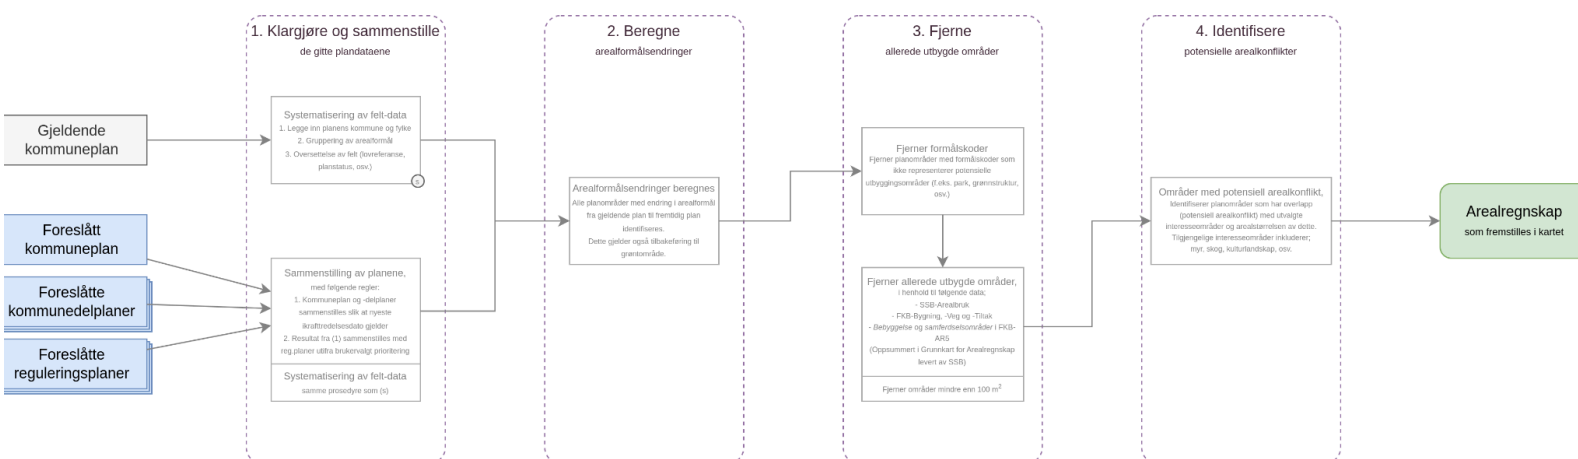 Gjeldende
kommuneplan
Foreslått
kommuneplan
Foreslåtte
kommunedelplaner
Foreslåtte
reguleringsplaner
1. Klargjøre og sammenstille
de gitte plandataene
Systematisering av felt-data
1. Legge inn planens kommune og fylke
2. Gruppering av arealformål
3. Oversettelse av felt (lovreferanse,
planstatus, osv.)
s
Sammenstilling av planene,
med følgende regler;
1. Kommuneplan og -delplaner
sammenstilles slik at nyeste
ikrafttredelsesdato gjelder
2. Resultat fra (1) sammenstilles med
reg.planer utifra brukervalgt prioritering
Systematisering av felt-data
samme prosedyre som (s)
2. Beregne
arealformålsendringer
Arealformålsendringer beregnes
Alle planområder med endring i arealformål
fra gjeldende plan til fremtidig plan
identifiseres.
Dette gjelder også tilbakeføring til
grøntområde.
3. Fjerne
allerede utbygde områder
Fjerner formålskoder
Fjerner planområder med formålskoder som
ikke representerer potensielle
utbyggingsområder (f.eks. park, grønnstruktur,
osv.)
Fjerner allerede utbygde områder,
i henhold til følgende data;
- SSB-Arealbruk
- FKB-Bygning, -Veg og -Tiltak
- Bebyggelse og samferdselsområder i FKB-
AR5
(Oppsummert i Grunnkart for Arealregnskap
levert av SSB)
Fjerner områder mindre enn 100 m2
4. Identifisere
potensielle arealkonflikter
Områder med potensiell arealkonflikt,
Identifiserer planområder som har overlapp
(potensiell arealkonflikt) med utvalgte
interesseområder og arealstørrelsen av dette.
Tilgjengelige interesseområder inkluderer;
myr, skog, kulturlandskap, osv.
Arealregnskap
som fremstilles i kartet